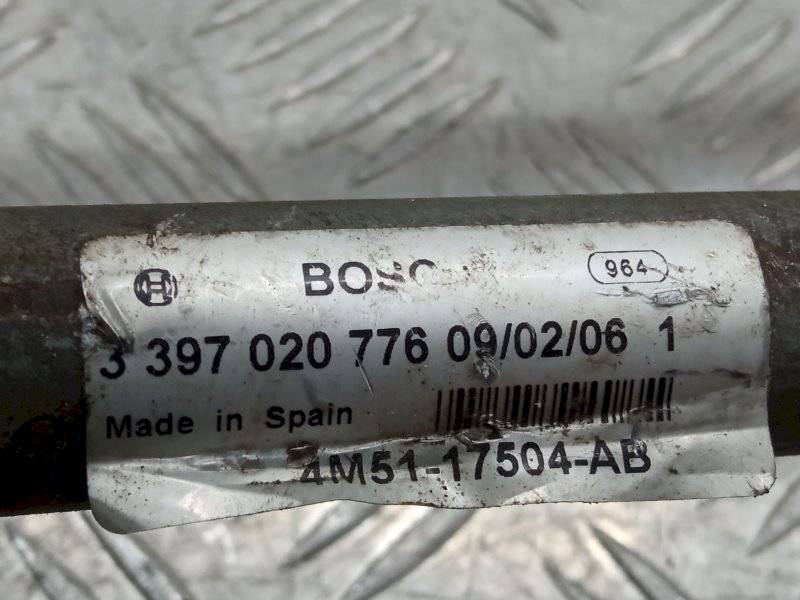 BOSC 964
3 397 020 776 09/02/06 1
Made in Spain
4M51-17504-AB